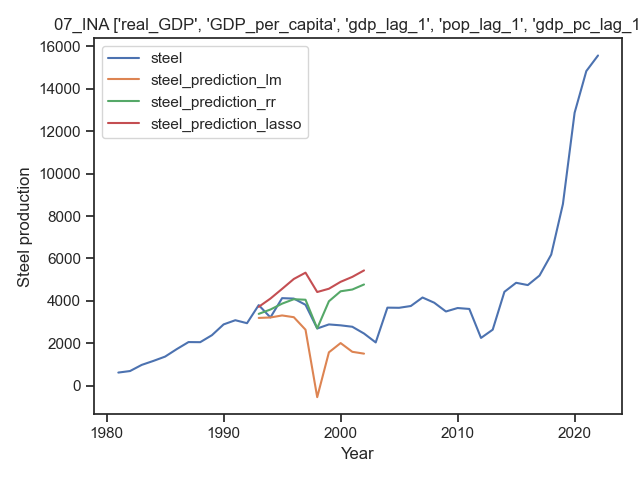 07_INA ['real_GDP', 'GDP_per_capita', 'gdp_lag_1', 'pop_lag_1', 'gdp_pc_lag_1
16000
14000
12000
10000
8000
6000
4000
2000
0
Steel production
steel
steel_prediction_lm
steel_prediction_rr
steel_prediction_lasso
1980 1990 2000 2010 2020
Year